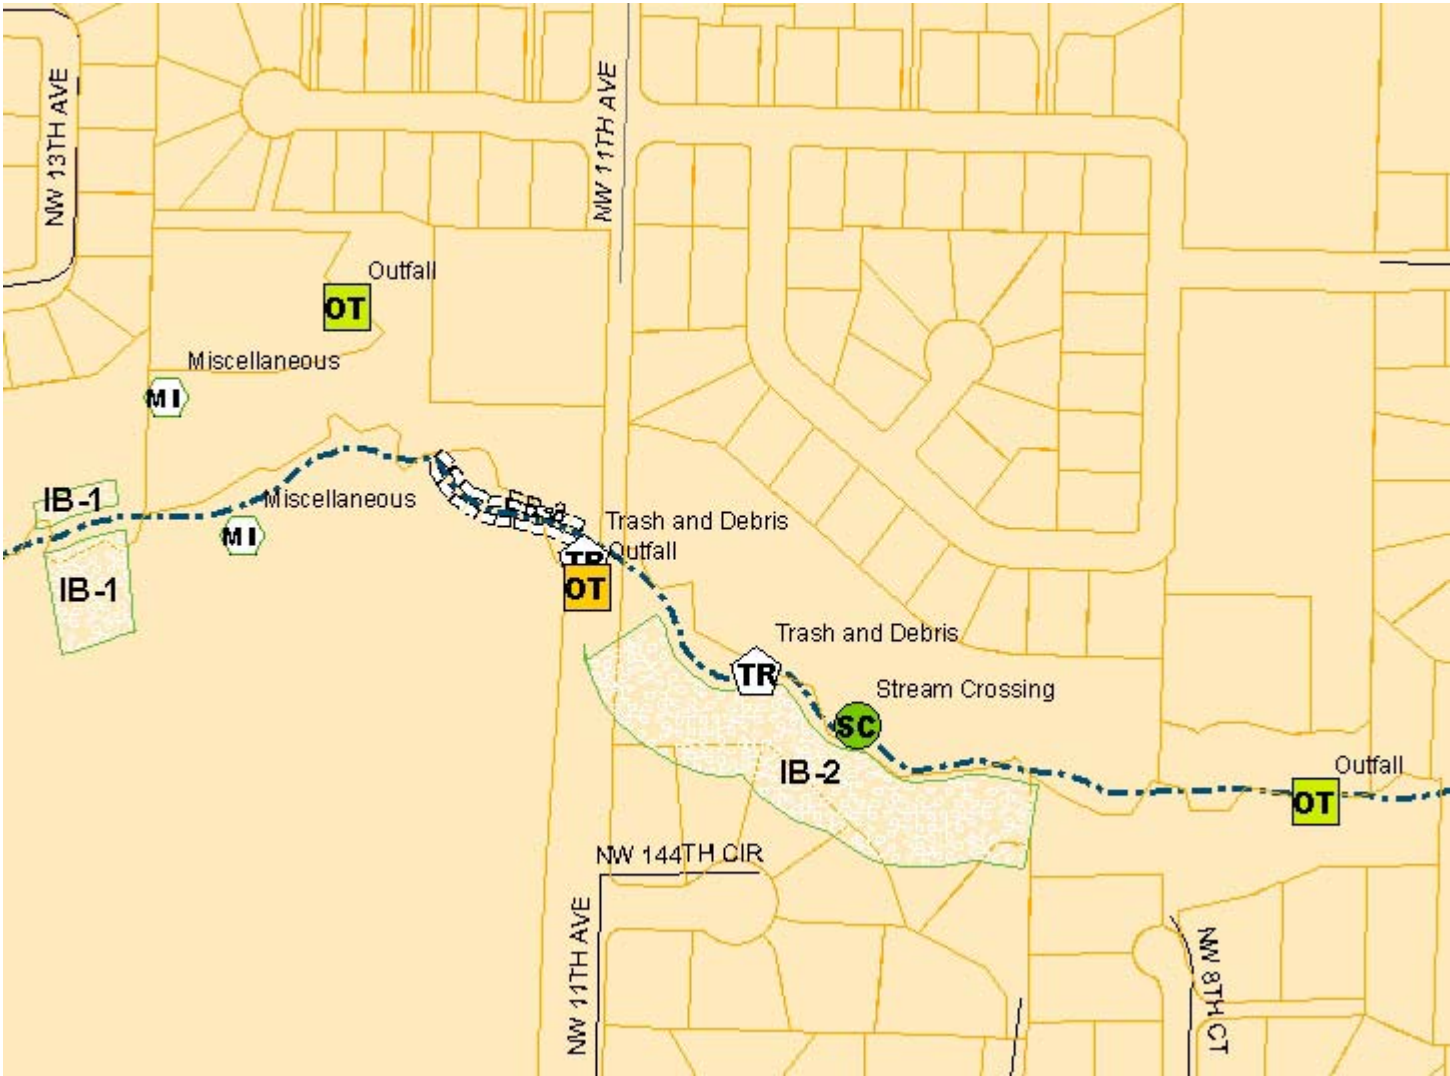 NW 13TH AVE
NW 11TH AVE
Outfall
OT
Miscellaneous
MI
IB-1
Miscellaneous
MI
IB-1
Trash and Debris
TR
Outfall
OT
Trash and Debris
TR
Stream Crossing
SC
IB-2
Outfall
OT
NW 144TH CIR
NW 11TH AVE
NW 8TH CT